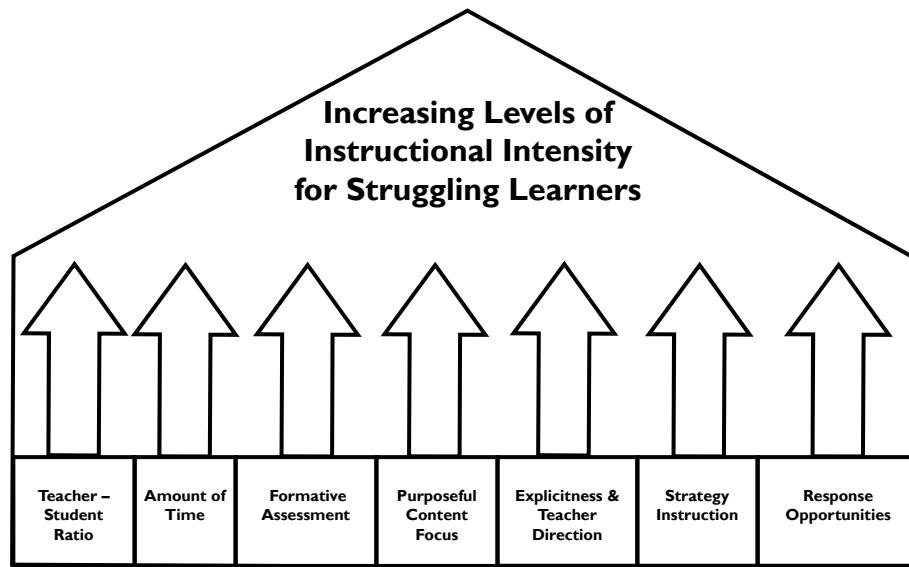 Increasing Levels of
Instructional Intensity
for Struggling Learners
Teacher –
Student
Ratio
Amount of
Time
Formative
Assessment
Purposeful
Content
Focus
Explicitness &
Teacher
Direction
Strategy
Instruction
Response
Opportunities